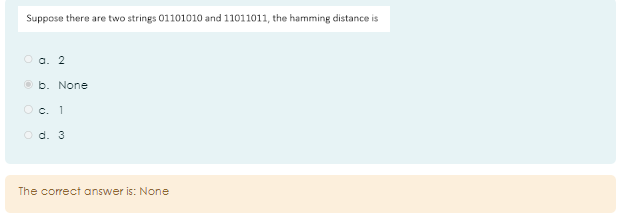 Suppose there are two strings 01101010 and 11011011, the hamming distance is
a. 2
b. None
c. 1
d. 3
The correct answer is: None